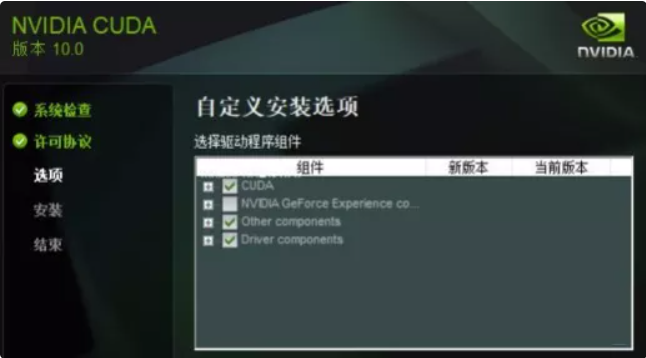 NVIDIA CUDA
版本 10.0
NVIDIA
系统检查
许可协议
选项
安装
结束
自定义安装选项
选择驱动程序组件
组件 新版本 当前版本
CUDA
NVIDIA GeForce Experience co...
Other components
Driver components